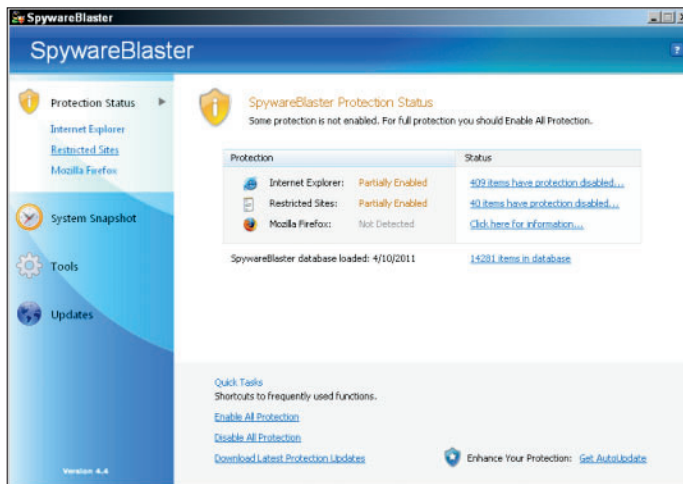 SpywareBlaster
SpywareBlaster
Protection Status
Internet Explorer
Restricted Sites
Mozilla Firefox
System Snapshot
Tools
Updates
Version 4.4
SpywareBlaster Protection Status
Some protection is not enabled. For full protection you should Enable All Protection.
Protection Status
Internet Explorer: Partially Enabled 409 items have protection disabled...
Restricted Sites: Partially Enabled 40 items have protection disabled...
Mozilla Firefox: Not Detected Click here for information...
SpywareBlaster database loaded: 4/10/2011 14281 items in database
Quick Tasks
Shortcuts to frequently used functions.
Enable All Protection
Disable All Protection
Download Latest Protection Updates
Enhance Your Protection: Get AutoUpdate